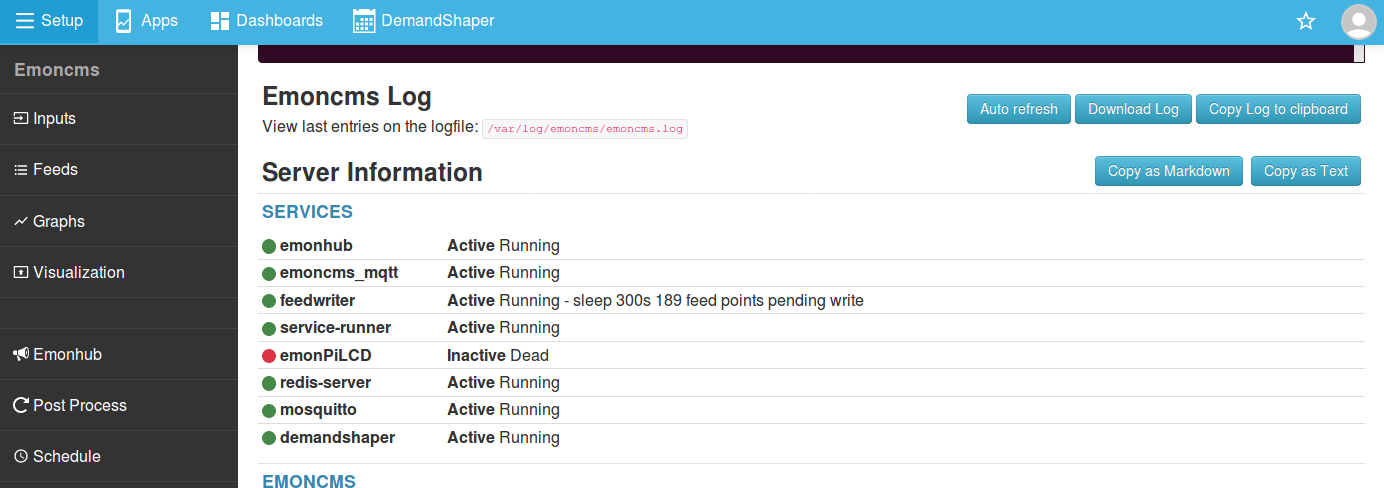 Setup Apps Dashboards DemandShaper
Emoncms
Inputs
Feeds
Graphs
Visualization
Emonhub
Post Process
Schedule
Emoncms Log
Auto refresh Download Log Copy Log to clipboard
View last entries on the logfile: /var/log/emoncms/emoncms.log
Server Information
Copy as Markdown Copy as Text
SERVICES
emonhub Active Running
emoncms_mqtt Active Running
feedwriter Active Running - sleep 300s 189 feed points pending write
service-runner Active Running
emonPiLCD Inactive Dead
redis-server Active Running
mosquitto Active Running
demandshaper Active Running
EMONCMS